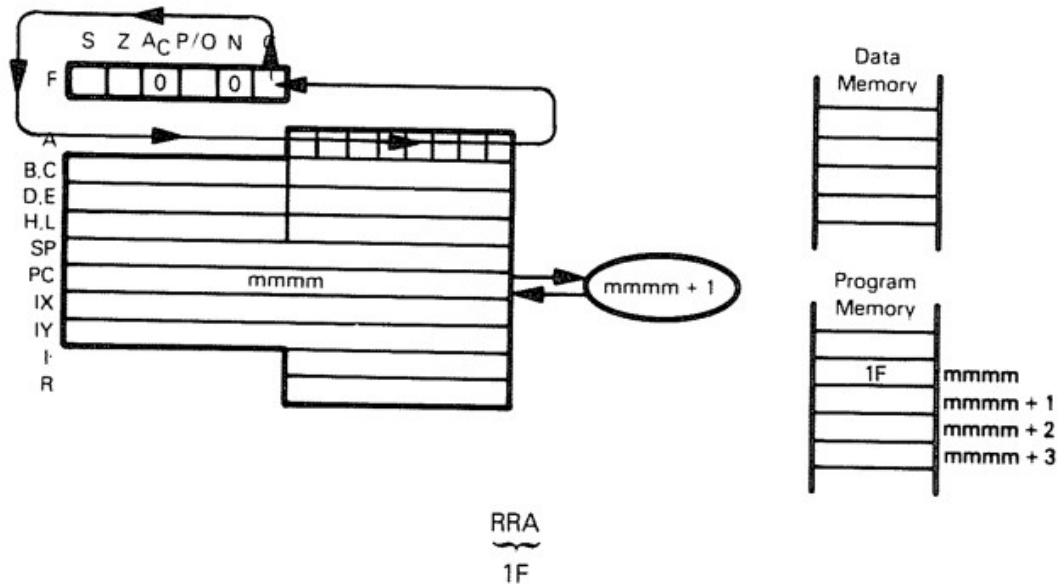 S Z AC P/O N C
F 0 0
A
B.C
D.E
H.L
SP
PC mmmm mmmm + 1
IX
IY
I
R
Data
Memory
Program
Memory
1F mmmm
mmmm + 1
mmmm + 2
mmmm + 3
RRA
1F